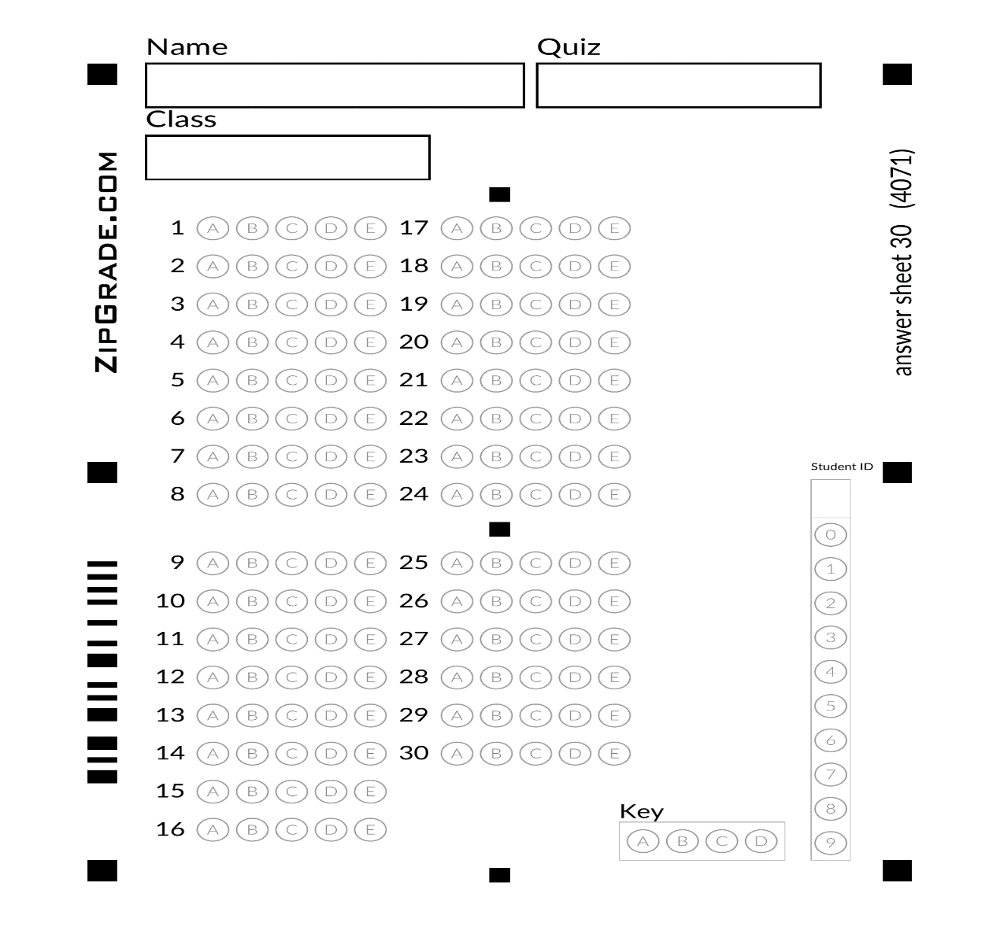 Name
Quiz
Class
ZIPGRADE.COM
answer sheet 30 (4071)
1 A B C D E 17 A B C D E
2 A B C D E 18 A B C D E
3 A B C D E 19 A B C D E
4 A B C D E 20 A B C D E
5 A B C D E 21 A B C D E
6 A B C D E 22 A B C D E
7 A B C D E 23 A B C D E
8 A B C D E 24 A B C D E
9 A B C D E 25 A B C D E
10 A B C D E 26 A B C D E
11 A B C D E 27 A B C D E
12 A B C D E 28 A B C D E
13 A B C D E 29 A B C D E
14 A B C D E 30 A B C D E
15 A B C D E
16 A B C D E
Key
A B C D
Student ID
0
1
2
3
4
5
6
7
8
9